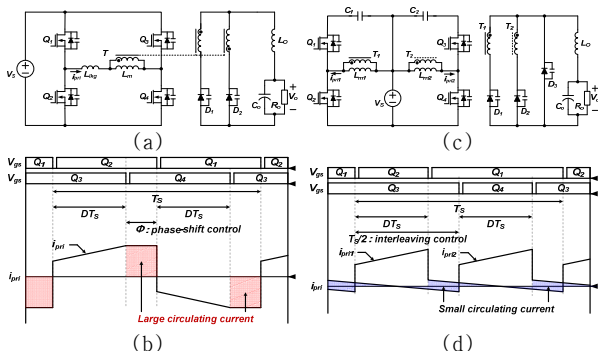 Q1
Q3
T
VS
ipri
Llkg
Lm
Q2
Q4
D1
D2
LO
CO
RO
Vo
(a)
C1
C2
Q1
Q3
T1
T2
ipri1
Lm1
Lm2
ipri2
Q2
Q4
VS
T1
T2
D1
D2
D3
LO
CO
RO
Vo
(c)
Vgs
Q1
Q2
Q1
Q2
Vgs
Q3
Q4
Q3
TS
DTS
DTS
Φ: phase-shift control
ipri
ipri
Large circulating current
(b)
Vgs
Q1
Q2
Q1
Q2
Vgs
Q3
Q4
Q3
TS
DTS
DTS
TS/2 : interleaving control
ipri1
ipri2
ipri
Small circulating current
(d)